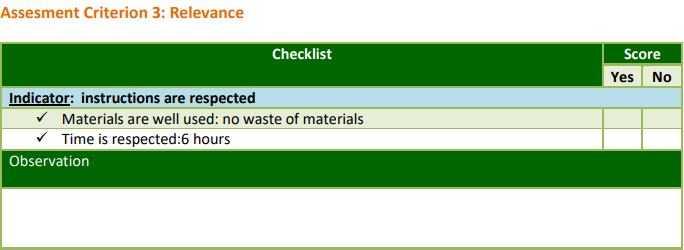 Assesment Criterion 3: Relevance
Checklist
Score
Yes
No
Indicator: instructions are respected
✓ Materials are well used: no waste of materials
✓ Time is respected:6 hours
Observation